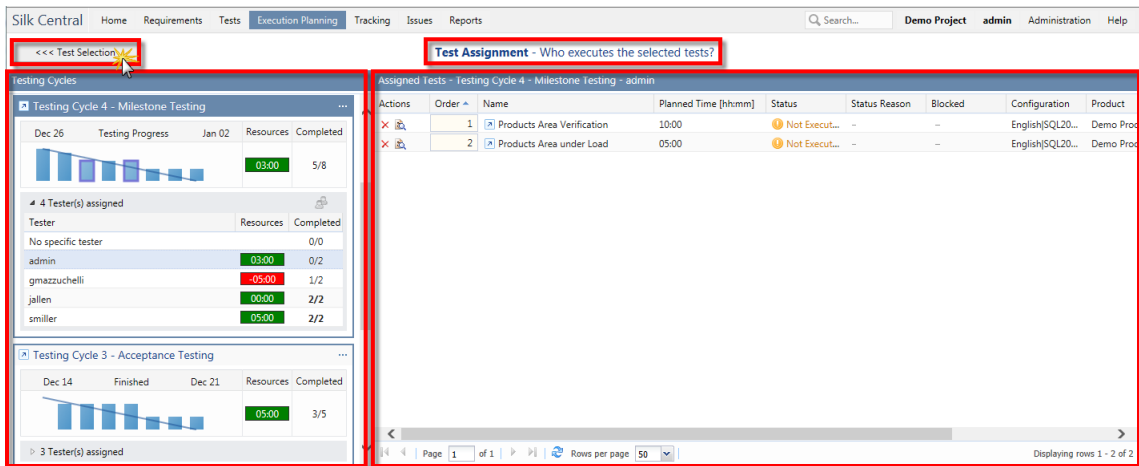 Silk Central Home Requirements Tests Execution Planning Tracking Issues Reports Search... Demo Project admin Administration Help
<<< Test Selection
Test Assignment - Who executes the selected tests?
Testing Cycles
Testing Cycle 4 - Milestone Testing ...
Dec 26 Testing Progress Jan 02 Resources Completed
03:00 5/8
4 Tester(s) assigned
Tester Resources Completed
No specific tester 0/0
admin 03:00 0/2
gmazzuchelli -05:00 1/2
jallen 00:00 2/2
smiller 05:00 2/2
Testing Cycle 3 - Acceptance Testing ...
Dec 14 Finished Dec 21 Resources Completed
05:00 3/5
3 Tester(s) assigned
Assigned Tests - Testing Cycle 4 - Milestone Testing - admin
Actions Order Name Planned Time [hh:mm] Status Status Reason Blocked Configuration Product
1 Products Area Verification 10:00 Not Execut... – – English|SQL20... Demo Prod
2 Products Area under Load 05:00 Not Execut... – – English|SQL20... Demo Prod
Page 1 of 1 Rows per page 50 Displaying rows 1 - 2 of 2